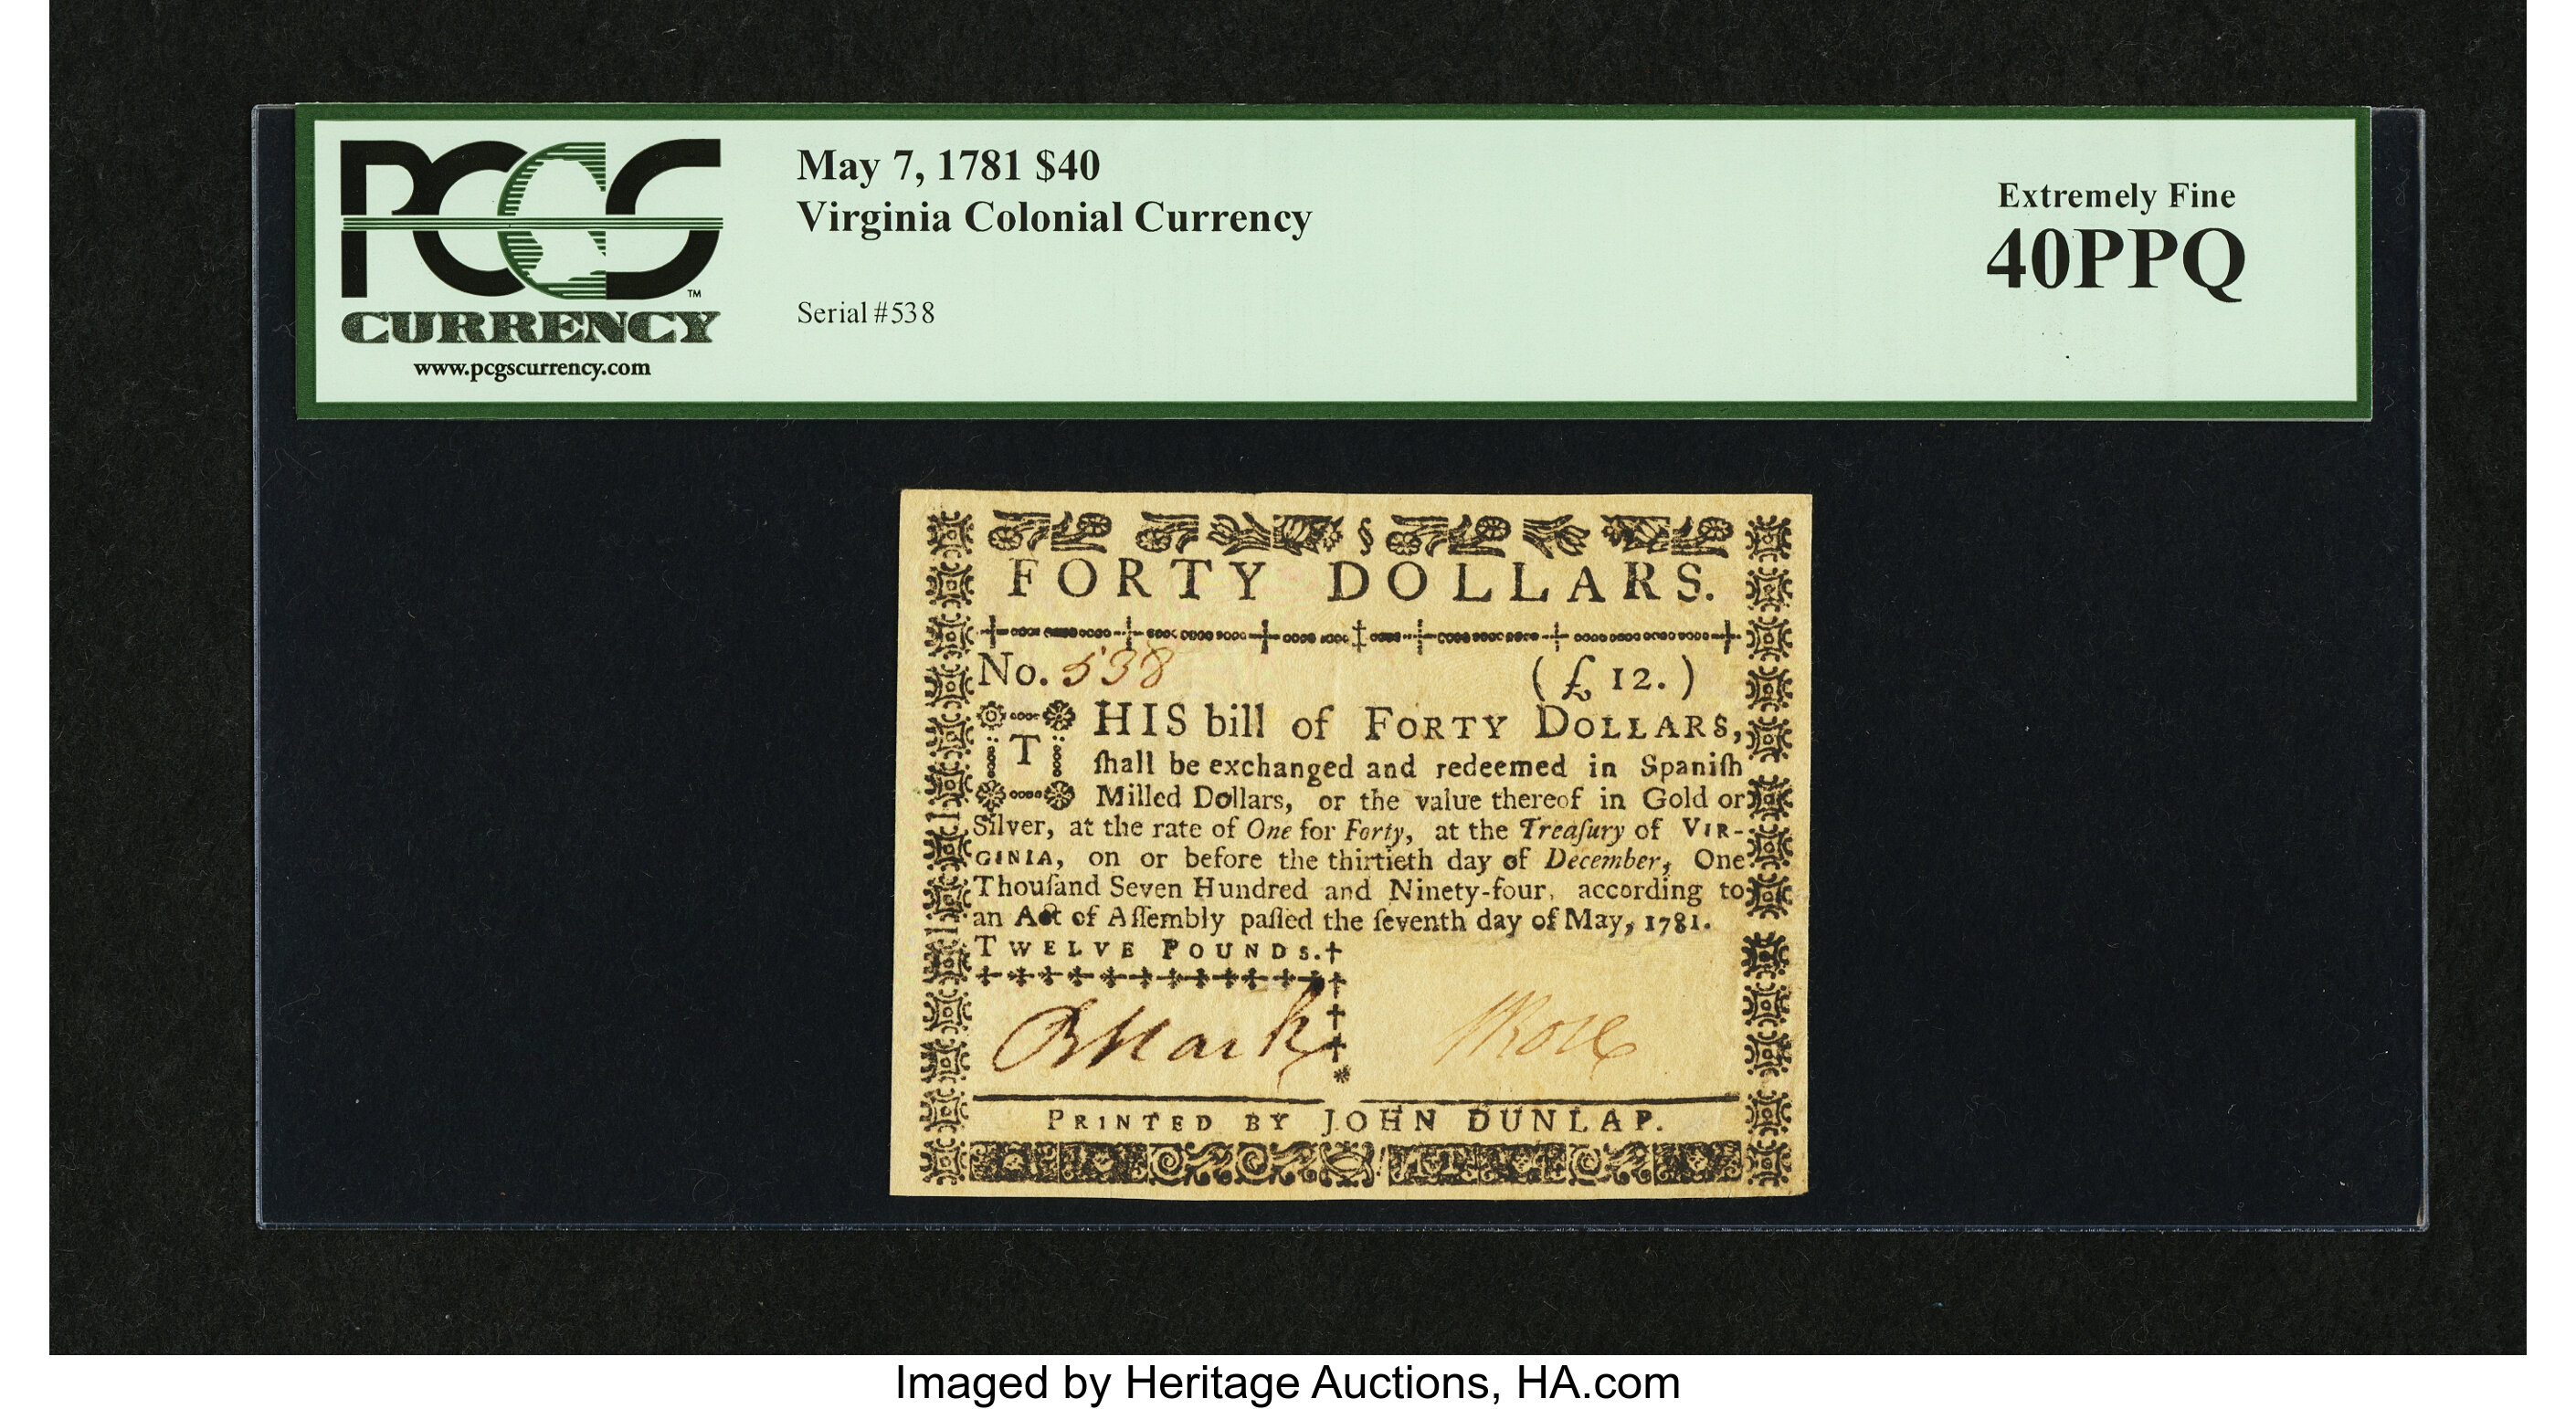 PCGS
™
CURRENCY
www.pcgscurrency.com
May 7, 1781 $40
Virginia Colonial Currency
Serial #538
Extremely Fine
40PPQ
FORTY DOLLARS.
No. 538 (£ 12.)
THIS bill of FORTY DOLLARS,
ſhall be exchanged and redeemed in Spaniſh
Milled Dollars, or the value thereof in Gold or
Silver, at the rate of One for Forty, at the Treaſury of VIR-
GINIA, on or before the thirtieth day of December, One
Thouſand Seven Hundred and Ninety-four, according to
an Act of Aſſembly paſſed the ſeventh day of May, 1781.
TWELVE POUNDS.
PRINTED BY JOHN DUNLAP.
Imaged by Heritage Auctions, HA.com